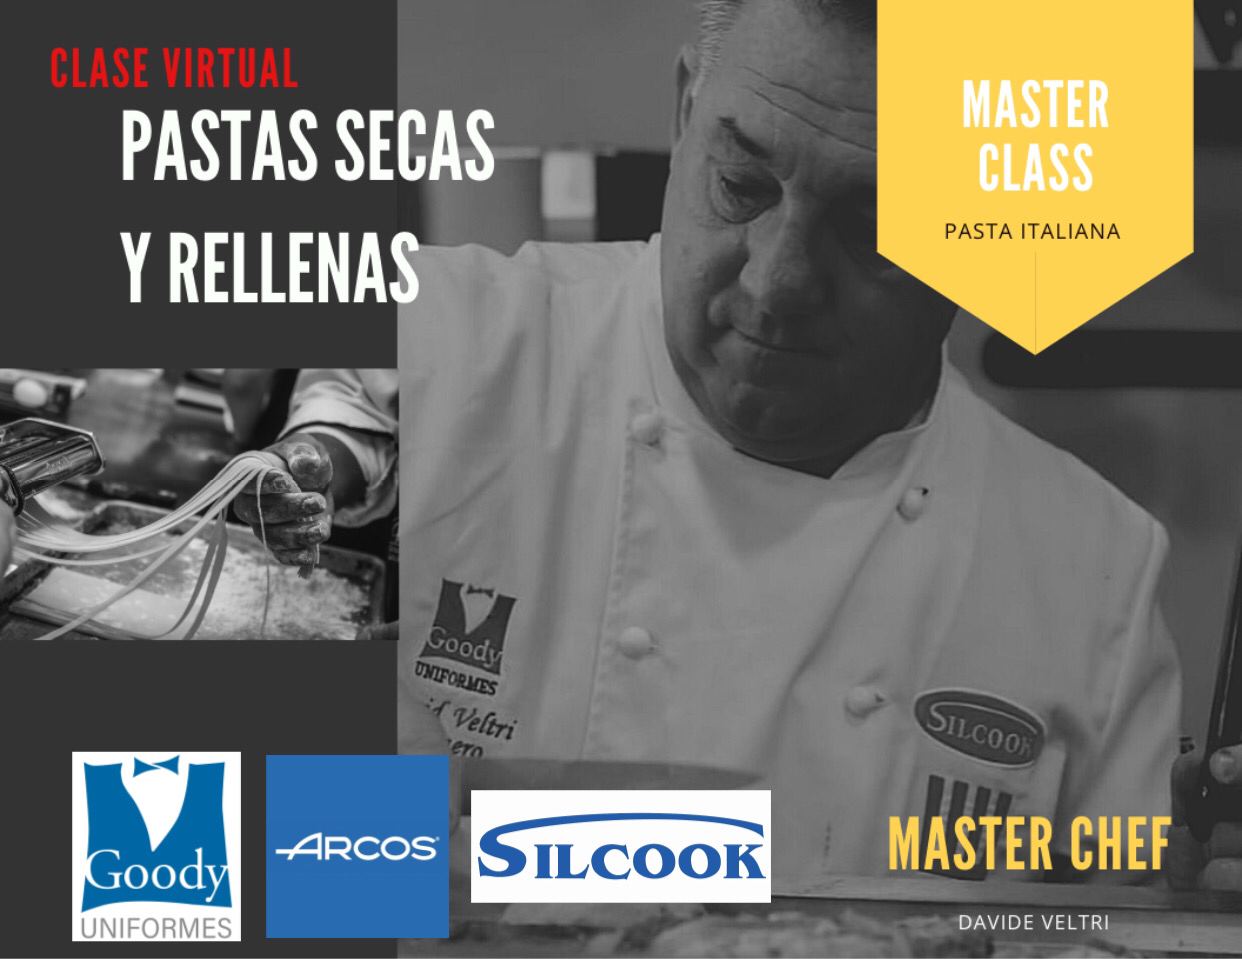 CLASE VIRTUAL
PASTAS SECAS
Y RELLENAS
MASTER
CLASS
PASTA ITALIANA
Goody
UNIFORMES
Veltri
SILCOOK
Goody
UNIFORMES
ARCOS®
SILCOOK
MASTER CHEF
DAVIDE VELTRI